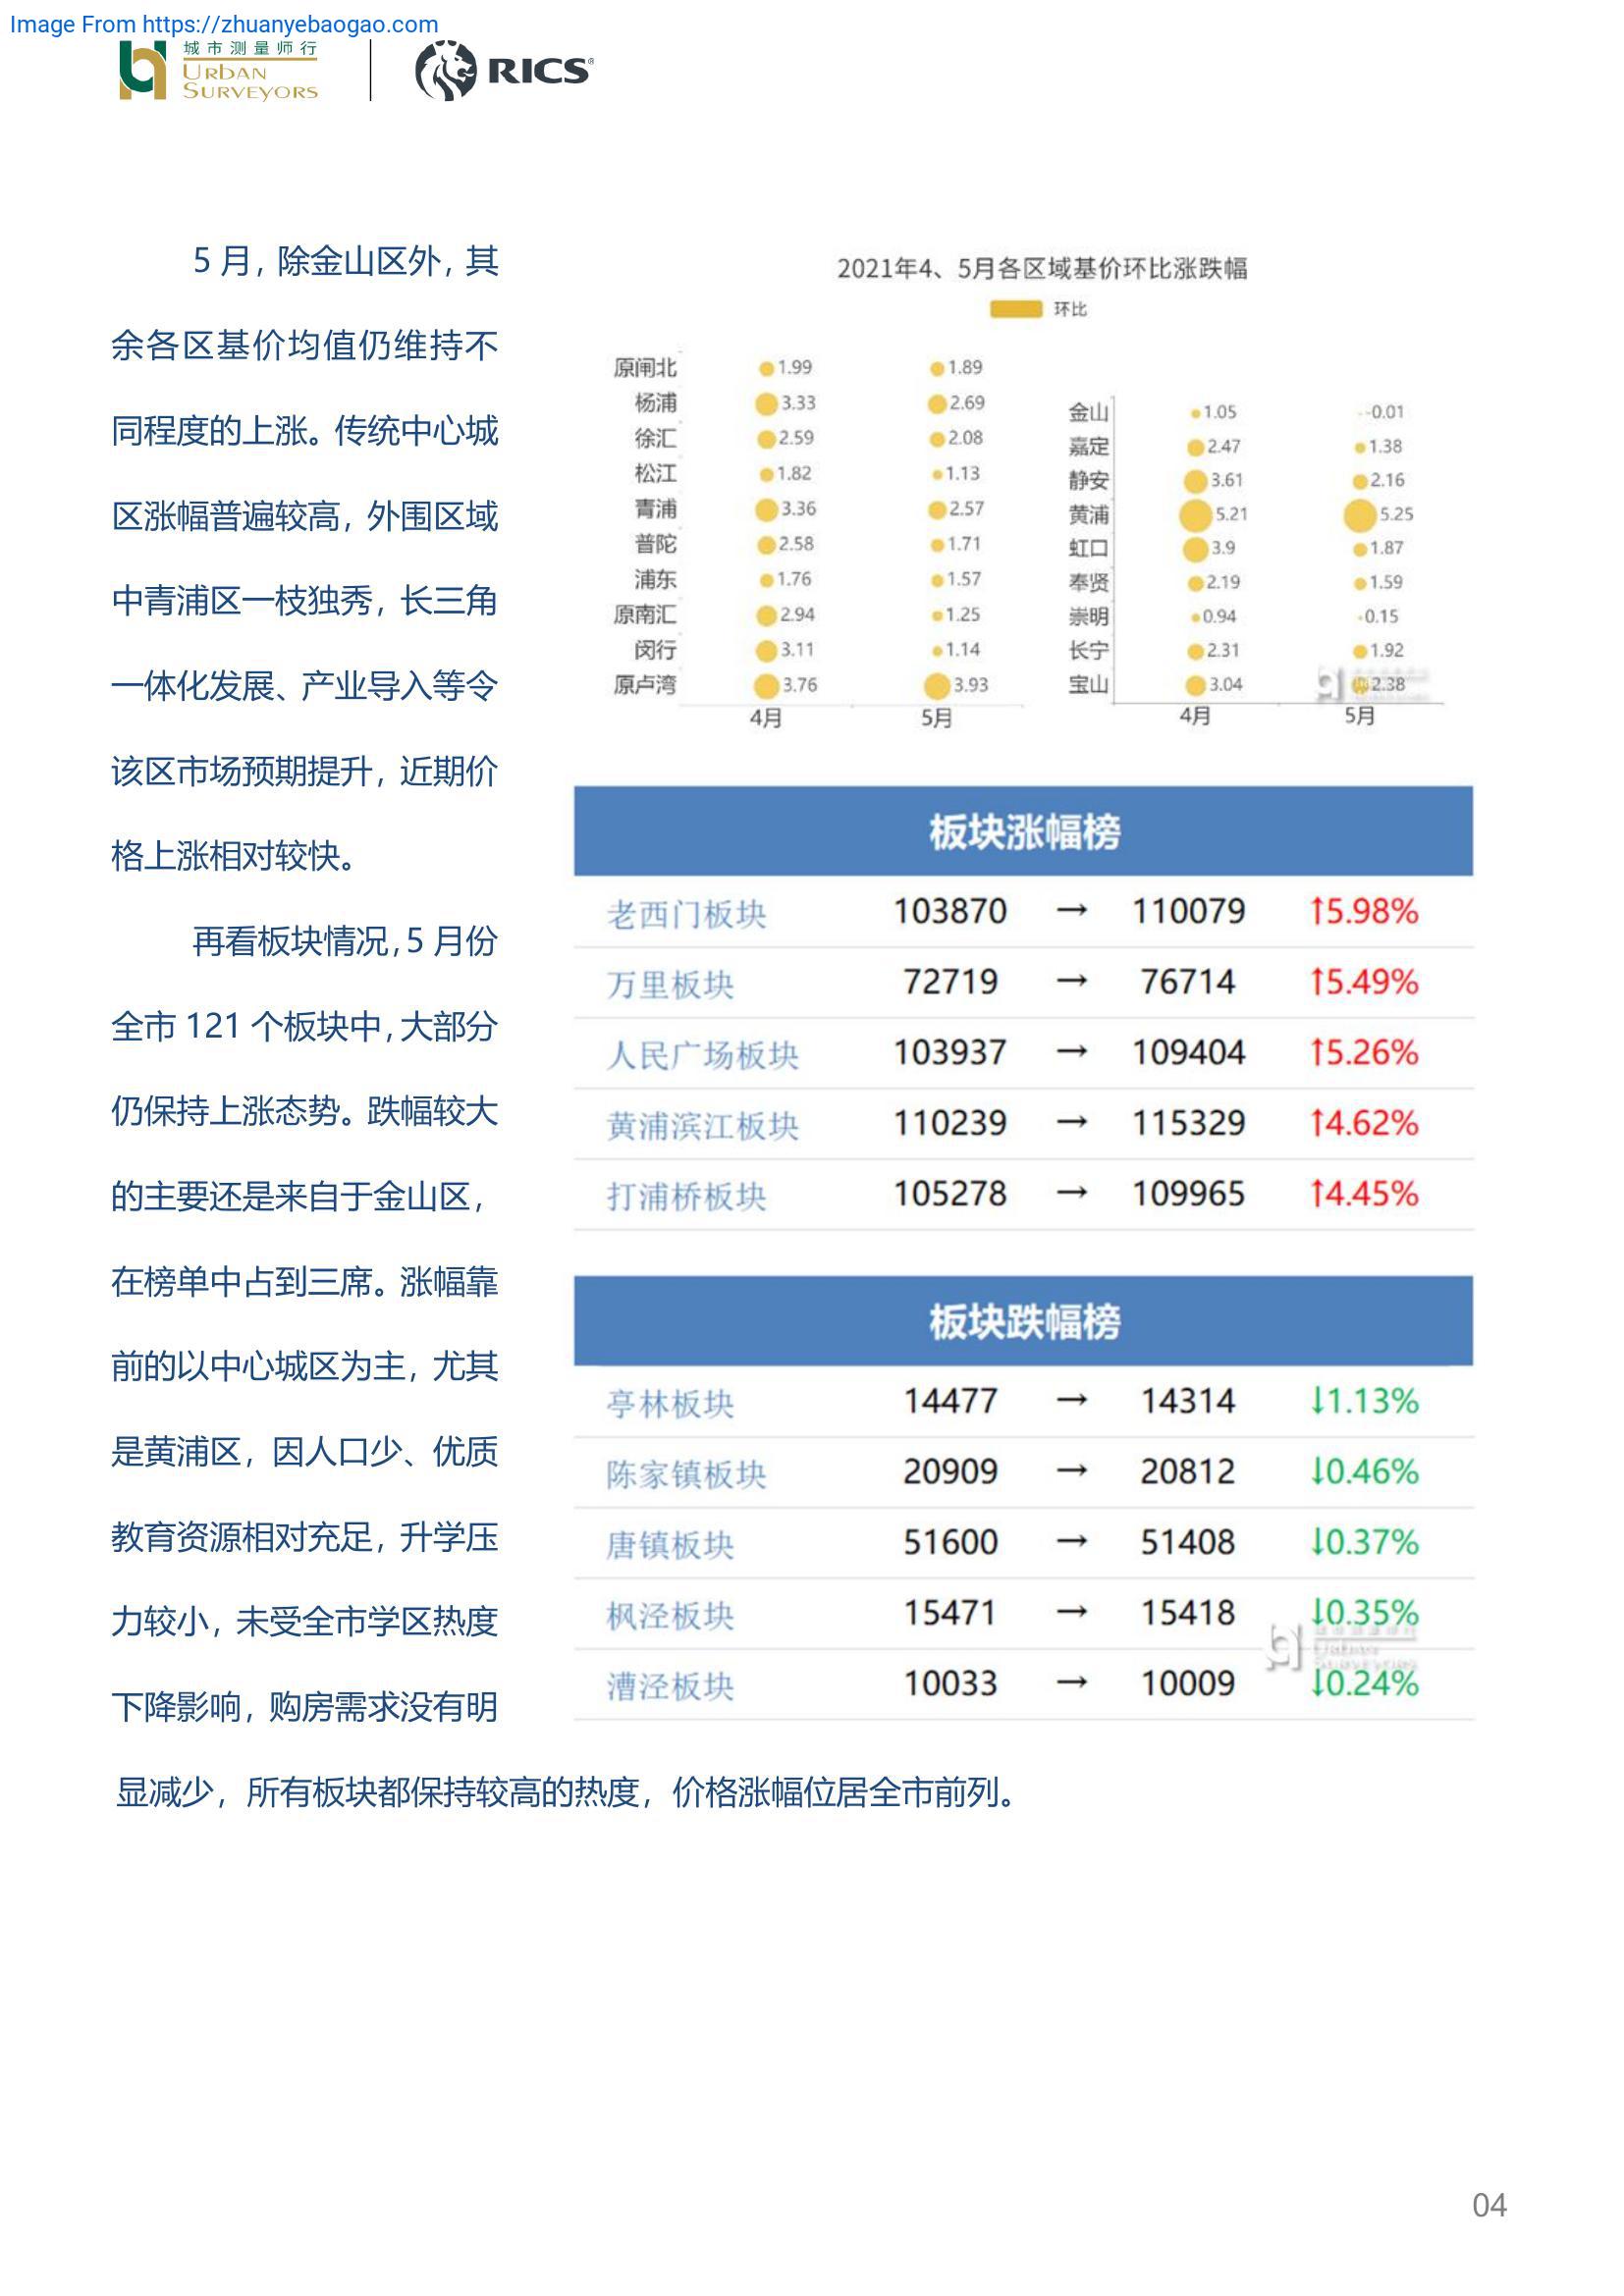 Image From https://zhuanyebaogao.com
城市测量师行
URBAN
SURVEYORS
RICS®
5 月，除金山区外，其
余各区基价均值仍维持不
同程度的上涨。传统中心城
区涨幅普遍较高，外围区域
中青浦区一枝独秀，长三角
一体化发展、产业导入等令
该区市场预期提升，近期价
格上涨相对较快。
再看板块情况，5 月份
全市 121 个板块中，大部分
仍保持上涨态势。跌幅较大
的主要还是来自于金山区，
在榜单中占到三席。涨幅靠
前的以中心城区为主，尤其
是黄浦区，因人口少、优质
教育资源相对充足，升学压
力较小，未受全市学区热度
下降影响，购房需求没有明
显减少，所有板块都保持较高的热度，价格涨幅位居全市前列。
2021年4、5月各区域基价环比涨跌幅
环比
原闸北 1.99 1.89
杨浦 3.33 2.69
徐汇 2.59 2.08
松江 1.82 1.13
青浦 3.36 2.57
普陀 2.58 1.71
浦东 1.76 1.57
原南汇 2.94 1.25
闵行 3.11 1.14
原卢湾 3.76 3.93
4月 5月
金山 1.05 -0.01
嘉定 2.47 1.38
静安 3.61 2.16
黄浦 5.21 5.25
虹口 3.9 1.87
奉贤 2.19 1.59
崇明 0.94 0.15
长宁 2.31 1.92
宝山 3.04 2.38
4月 5月
板块涨幅榜
老西门板块 103870 → 110079 ↑5.98%
万里板块 72719 → 76714 ↑5.49%
人民广场板块 103937 → 109404 ↑5.26%
黄浦滨江板块 110239 → 115329 ↑4.62%
打浦桥板块 105278 → 109965 ↑4.45%
板块跌幅榜
亭林板块 14477 → 14314 ↓1.13%
陈家镇板块 20909 → 20812 ↓0.46%
唐镇板块 51600 → 51408 ↓0.37%
枫泾板块 15471 → 15418 ↓0.35%
城市测量师行
URBAN
SURVEYORS
漕泾板块 10033 → 10009 ↓0.24%
04